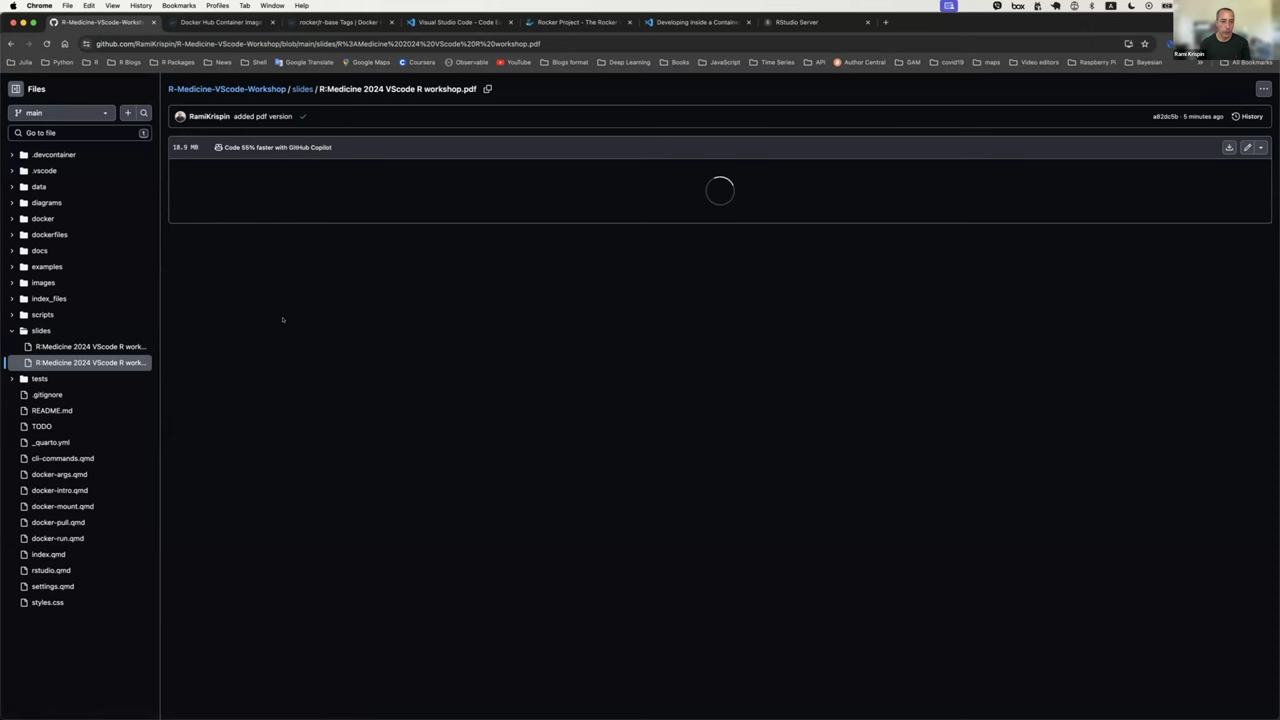 Chrome File Edit View History Bookmarks Profiles Tab Window Help
box
R-Medicine-VScode-Worksho
Docker Hub Container Image
rocker/r-base Tags | Docker
Visual Studio Code - Code E
Rocker Project - The Rocker
Developing inside a Containe
RStudio Server
github.com/RamiKrispin/R-Medicine-VScode-Workshop/blob/main/slides/R%3AMedicine%202024%20VScode%20R%20workshop.pdf
Rami Krispin
Julia Python R R Blogs R Packages News Shell Google Translate Google Maps Coursera Observable YouTube Blogs format Deep Learning Books JavaScript Time Series API Author Central GAM covid19 maps Video editors Raspberry Pi Bayesian » All Bookmarks
Files
R-Medicine-VScode-Workshop / slides / R:Medicine 2024 VScode R workshop.pdf
main
RamiKrispin added pdf version
a82dc5b · 5 minutes ago
History
Go to file
18.9 MB
Code 55% faster with GitHub Copilot
.devcontainer
.vscode
data
diagrams
docker
dockerfiles
docs
examples
images
index_files
scripts
slides
R:Medicine 2024 VScode R work...
R:Medicine 2024 VScode R work...
tests
.gitignore
README.md
TODO
_quarto.yml
cli-commands.qmd
docker-args.qmd
docker-intro.qmd
docker-mount.qmd
docker-pull.qmd
docker-run.qmd
index.qmd
rstudio.qmd
settings.qmd
styles.css